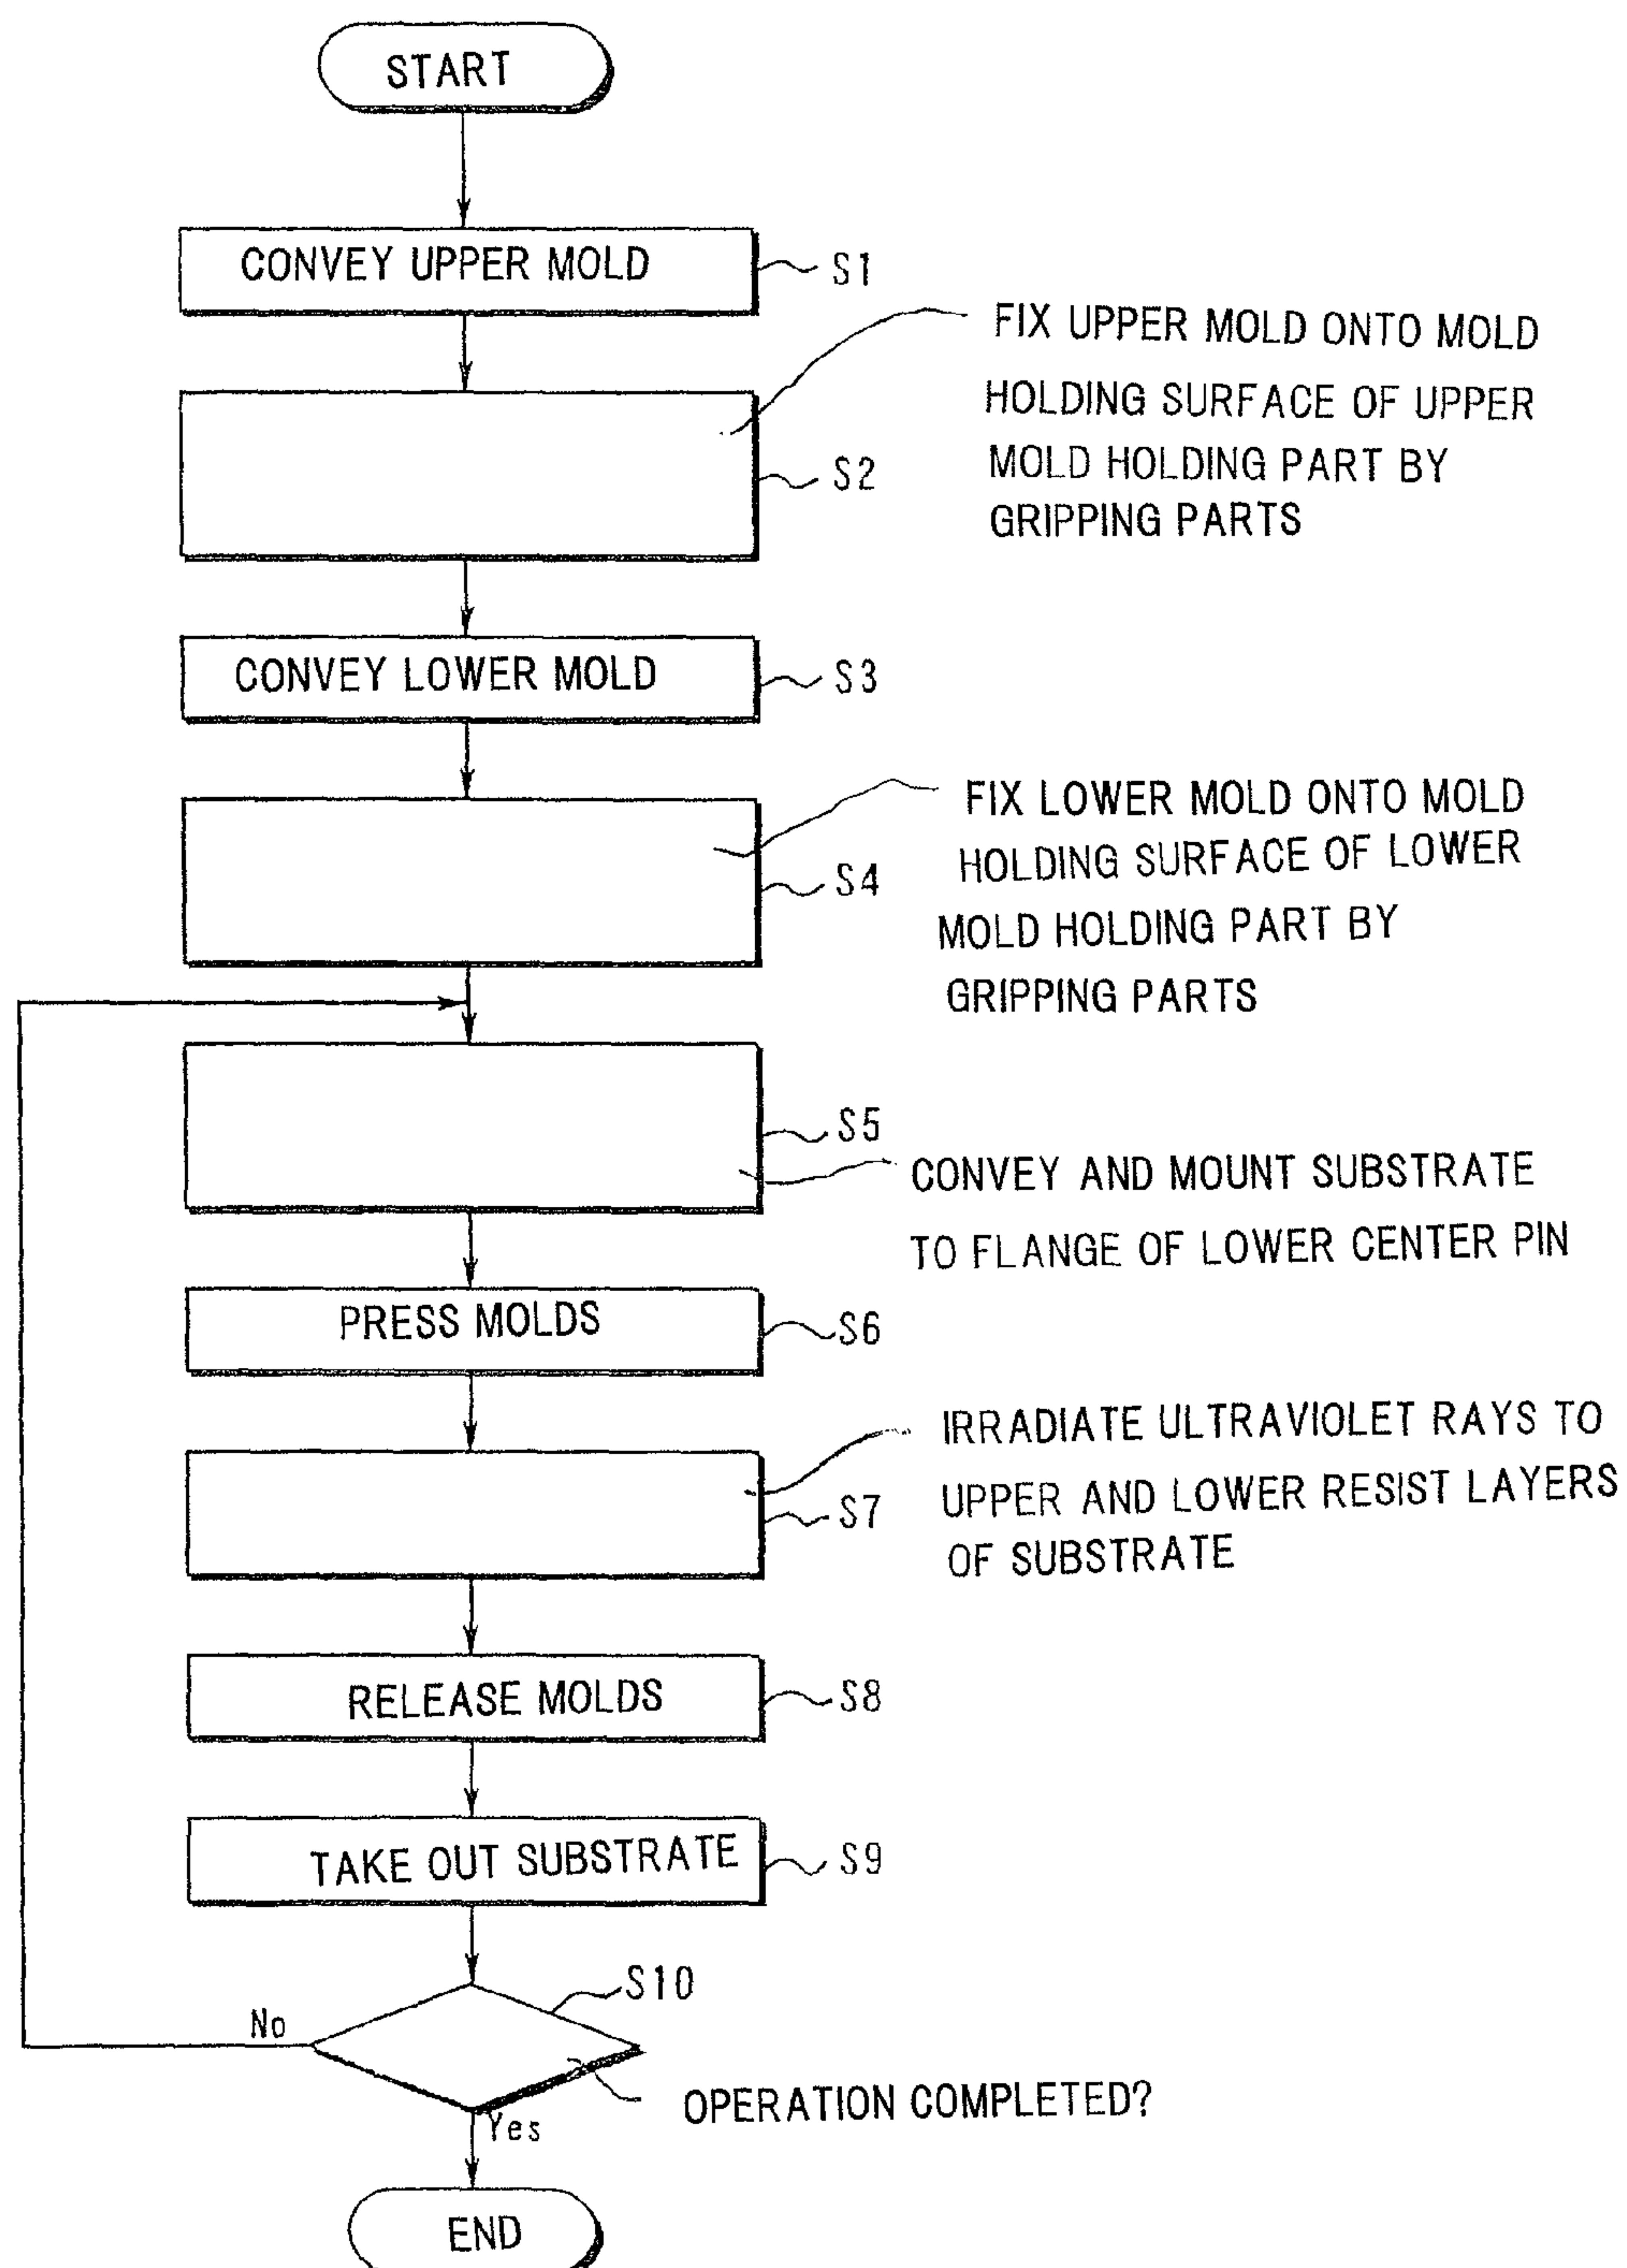 START
CONVEY UPPER MOLD
S1
FIX UPPER MOLD ONTO MOLD
HOLDING SURFACE OF UPPER
MOLD HOLDING PART BY
GRIPPING PARTS
S2
CONVEY LOWER MOLD
S3
FIX LOWER MOLD ONTO MOLD
HOLDING SURFACE OF LOWER
MOLD HOLDING PART BY
GRIPPING PARTS
S4
S5
CONVEY AND MOUNT SUBSTRATE
TO FLANGE OF LOWER CENTER PIN
PRESS MOLDS
S6
IRRADIATE ULTRAVIOLET RAYS TO
UPPER AND LOWER RESIST LAYERS
OF SUBSTRATE
S7
RELEASE MOLDS
S8
TAKE OUT SUBSTRATE
S9
S10
No
OPERATION COMPLETED?
Yes
END